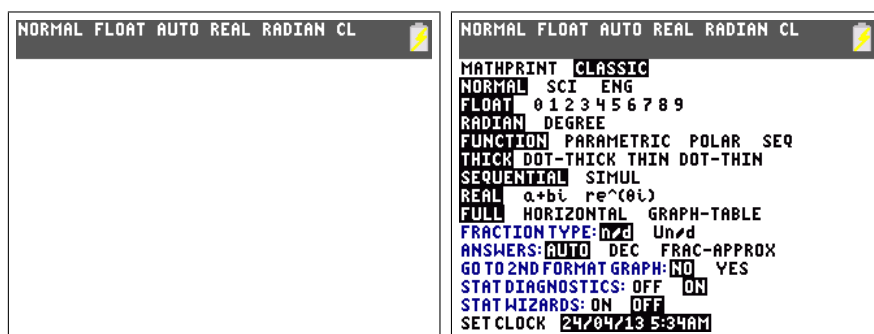 NORMAL FLOAT AUTO REAL RADIAN CL
NORMAL FLOAT AUTO REAL RADIAN CL
MATHPRINT CLASSIC
NORMAL SCI ENG
FLOAT 0 1 2 3 4 5 6 7 8 9
RADIAN DEGREE
FUNCTION PARAMETRIC POLAR SEQ
THICK DOT-THICK THIN DOT-THIN
SEQUENTIAL SIMUL
REAL a+bi re^(θi)
FULL HORIZONTAL GRAPH-TABLE
FRACTION TYPE: n/d Un/d
ANSWERS: AUTO DEC FRAC-APPROX
GO TO 2ND FORMAT GRAPH: NO YES
STAT DIAGNOSTICS: OFF ON
STAT WIZARDS: ON OFF
SET CLOCK 24/04/13 5:34AM